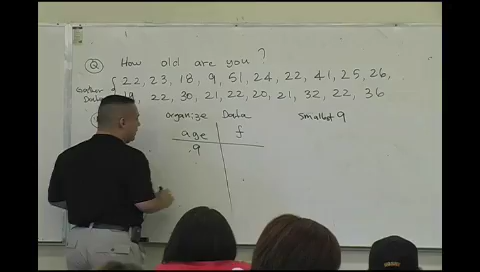 Q How old are you?
Gather Data { 22, 23, 18, 9, 51, 24, 22, 41, 25, 26,
19, 22, 30, 21, 22, 20, 21, 32, 22, 36
organize Data
smallest 9
age f
9